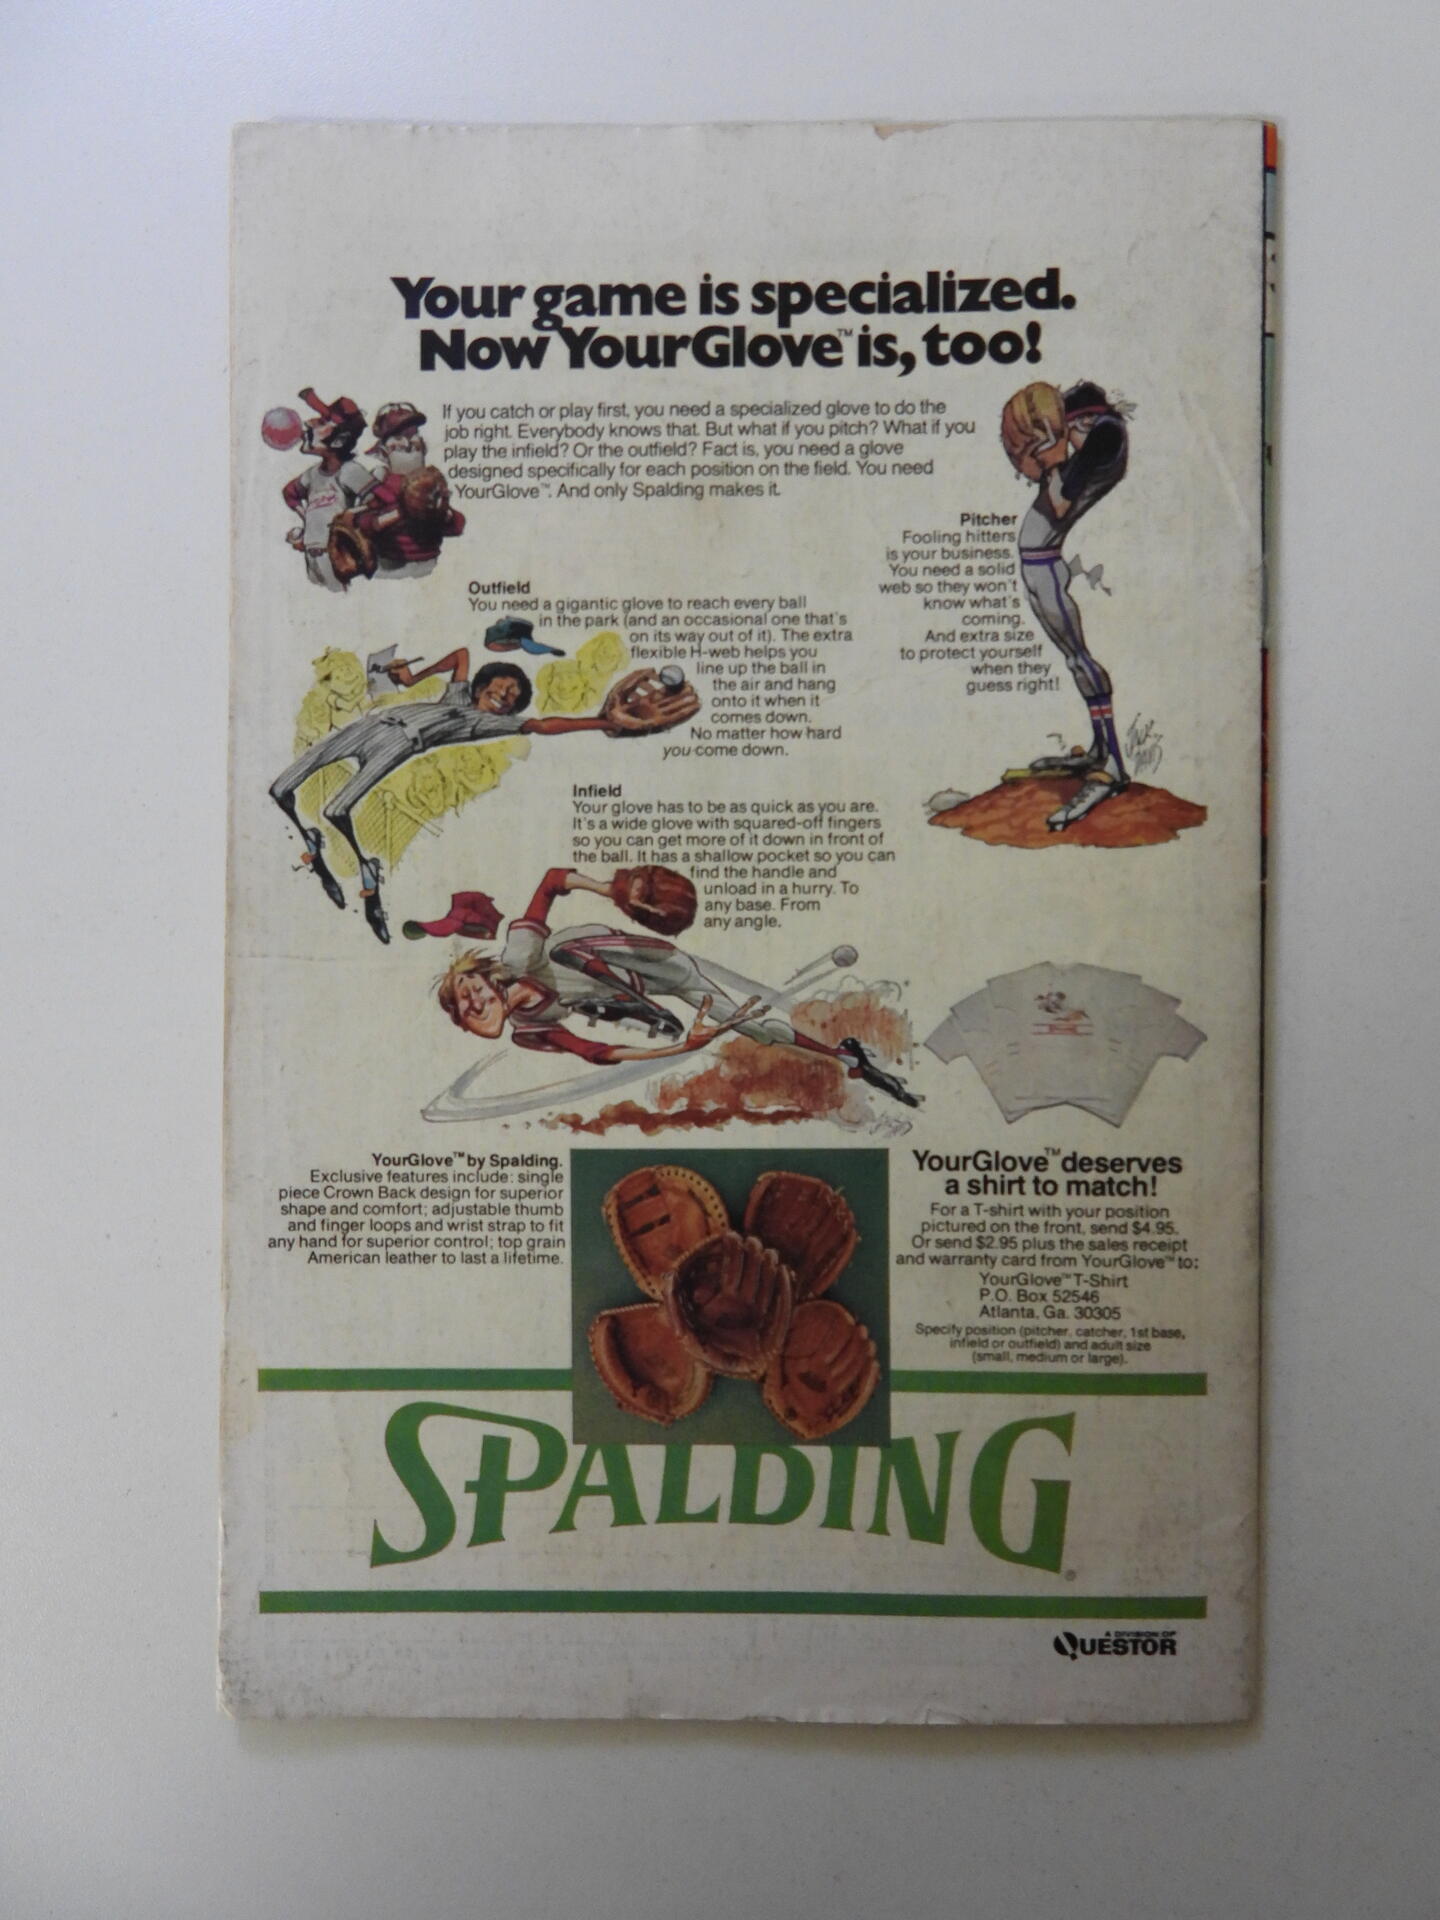 Your game is specialized.
Now YourGlove™ is, too!
If you catch or play first, you need a specialized glove to do the
job right. Everybody knows that. But what if you pitch? What if you
play the infield? Or the outfield? Fact is, you need a glove
designed specifically for each position on the field. You need
YourGlove™. And only Spalding makes it.
Pitcher
Fooling hitters
is your business.
You need a solid
web so they won't
know what's
coming.
And extra size
to protect yourself
when they
guess right!
JACK
DAVIS
Outfield
You need a gigantic glove to reach every ball
in the park (and an occasional one that's
on its way out of it). The extra
flexible H-web helps you
line up the ball in
the air and hang
onto it when it
comes down.
No matter how hard
you come down.
Infield
Your glove has to be as quick as you are.
It's a wide glove with squared-off fingers
so you can get more of it down in front of
the ball. It has a shallow pocket so you can
find the handle and
unload in a hurry. To
any base. From
any angle.
YourGlove™ by Spalding.
Exclusive features include: single
piece Crown Back design for superior
shape and comfort; adjustable thumb
and finger loops and wrist strap to fit
any hand for superior control; top grain
American leather to last a lifetime.
YourGlove™ deserves
a shirt to match!
For a T-shirt with your position
pictured on the front, send $4.95.
Or send $2.95 plus the sales receipt
and warranty card from YourGlove™ to:
YourGlove™ T-Shirt
P.O. Box 52546
Atlanta, Ga. 30305
Specify position (pitcher, catcher, 1st base,
infield or outfield) and adult size
(small, medium or large).
SPALDING®
A DIVISION OF
QUESTOR